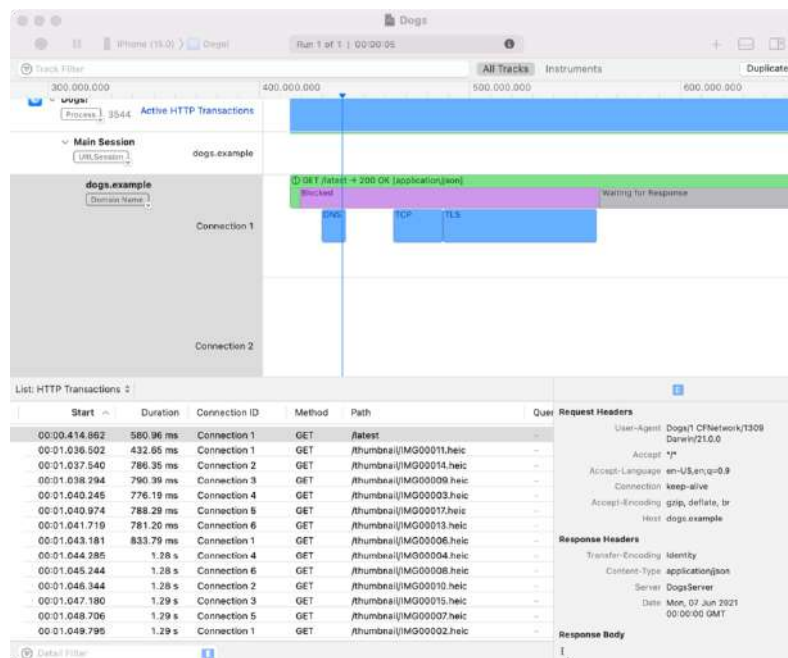 Dogs
iPhone (15.0) Dogs!
Run 1 of 1 | 00:00:05
Track Filter
All Tracks Instruments Duplicate
300.000.000 400.000.000 500.000.000 600.000.000
Dogs!
Process 3544 Active HTTP Transactions
Main Session
URLSession dogs.example
dogs.example
Domain Name
GET /latest → 200 OK [application/json]
Blocked Waiting for Response
DNS TCP TLS
Connection 1
Connection 2
List: HTTP Transactions
Start Duration Connection ID Method Path Quer
00:00.414.862 580.96 ms Connection 1 GET /latest -
00:01.036.502 432.65 ms Connection 1 GET /thumbnail/IMG00011.heic -
00:01.037.540 786.35 ms Connection 2 GET /thumbnail/IMG00014.heic -
00:01.038.294 790.39 ms Connection 3 GET /thumbnail/IMG00009.heic -
00:01.040.245 776.19 ms Connection 4 GET /thumbnail/IMG00003.heic -
00:01.040.974 788.29 ms Connection 5 GET /thumbnail/IMG00017.heic -
00:01.041.719 781.20 ms Connection 6 GET /thumbnail/IMG00013.heic -
00:01.043.181 833.79 ms Connection 1 GET /thumbnail/IMG00006.heic -
00:01.044.285 1.28 s Connection 4 GET /thumbnail/IMG00004.heic -
00:01.045.244 1.28 s Connection 6 GET /thumbnail/IMG00008.heic -
00:01.046.344 1.28 s Connection 2 GET /thumbnail/IMG00010.heic -
00:01.047.180 1.29 s Connection 3 GET /thumbnail/IMG00015.heic -
00:01.048.706 1.29 s Connection 5 GET /thumbnail/IMG00007.heic -
00:01.049.795 1.29 s Connection 1 GET /thumbnail/IMG00002.heic -
Detail Filter
E
Request Headers
User-Agent Dogs/1 CFNetwork/1309
Darwin/21.0.0
Accept */*
Accept-Language en-US,en;q=0.9
Connection keep-alive
Accept-Encoding gzip, deflate, br
Host dogs.example
Response Headers
Transfer-Encoding Identity
Content-Type application/json
Server DogsServer
Date Mon, 07 Jun 2021
00:00:00 GMT
Response Body